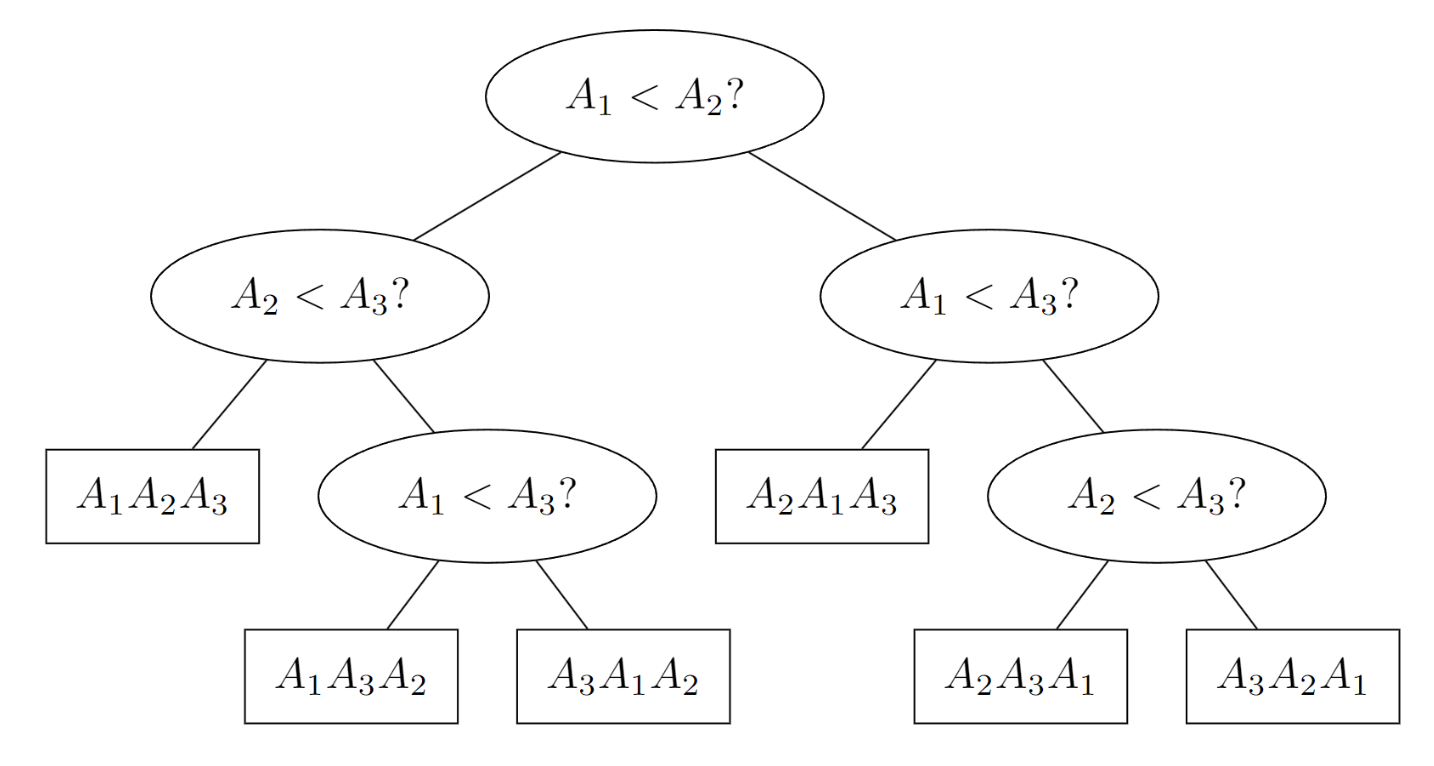 A₁ < A₂?
A₂ < A₃? A₁ < A₃?
A₁A₂A₃ A₁ < A₃? A₂A₁A₃ A₂ < A₃?
A₁A₃A₂ A₃A₁A₂ A₂A₃A₁ A₃A₂A₁